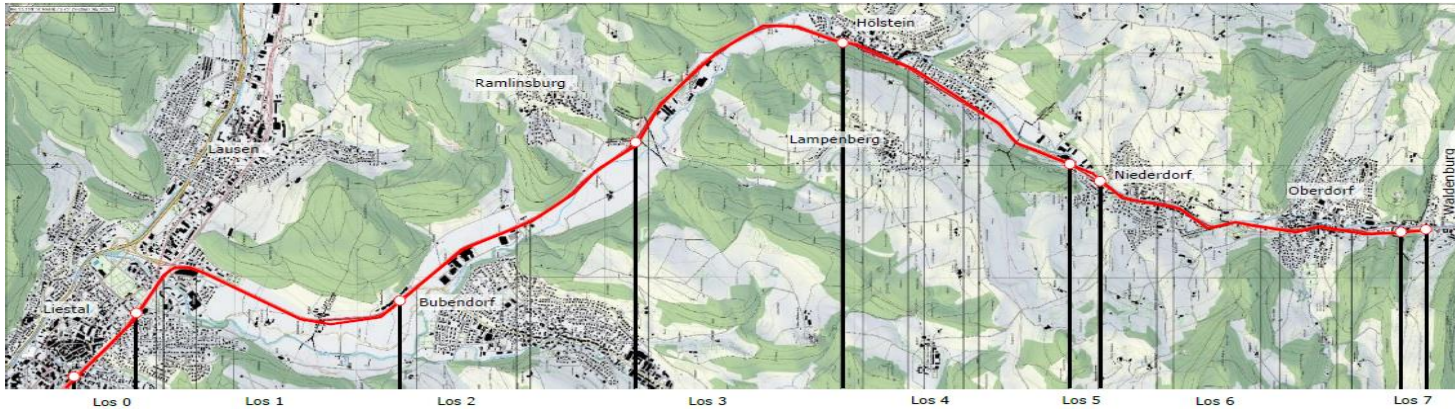 Hölstein
Ramlinsburg
Lausen
Lampenberg
Niederdorf
Oberdorf
Waldenburg
Liestal
Bubendorf
Los 0 Los 1 Los 2 Los 3 Los 4 Los 5 Los 6 Los 7